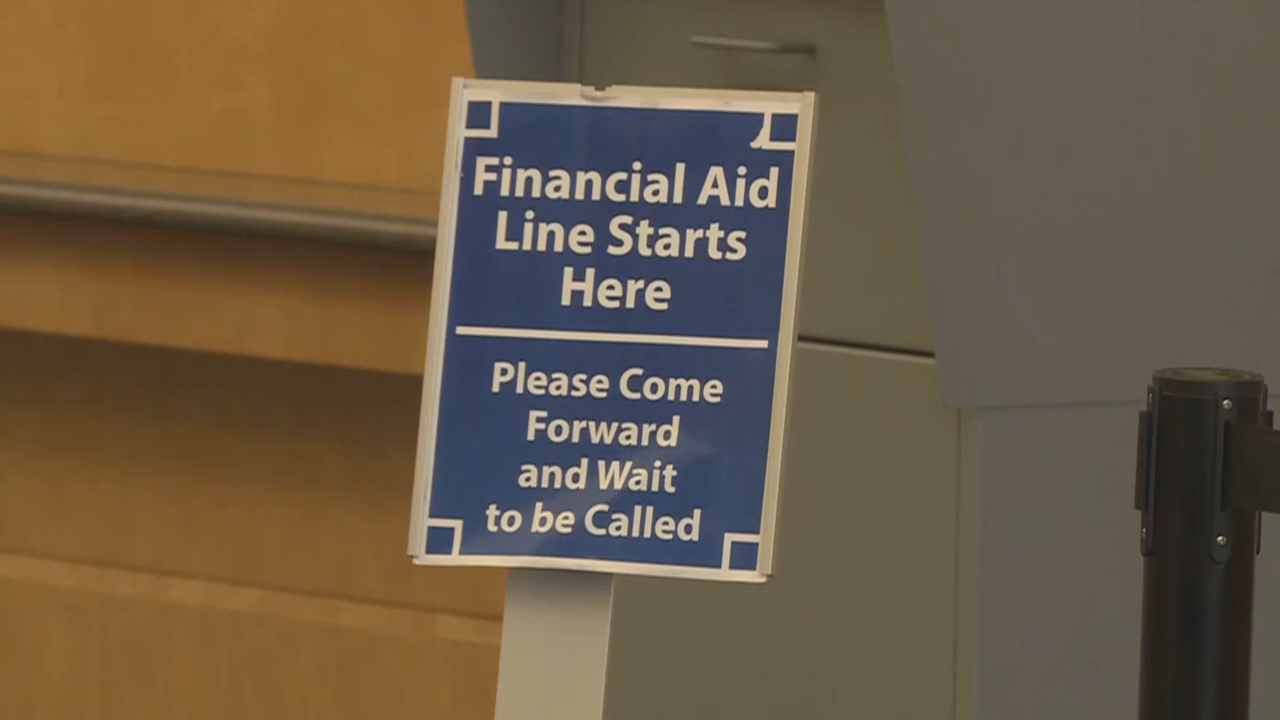 Financial Aid
Line Starts
Here
Please Come
Forward
and Wait
to be Called